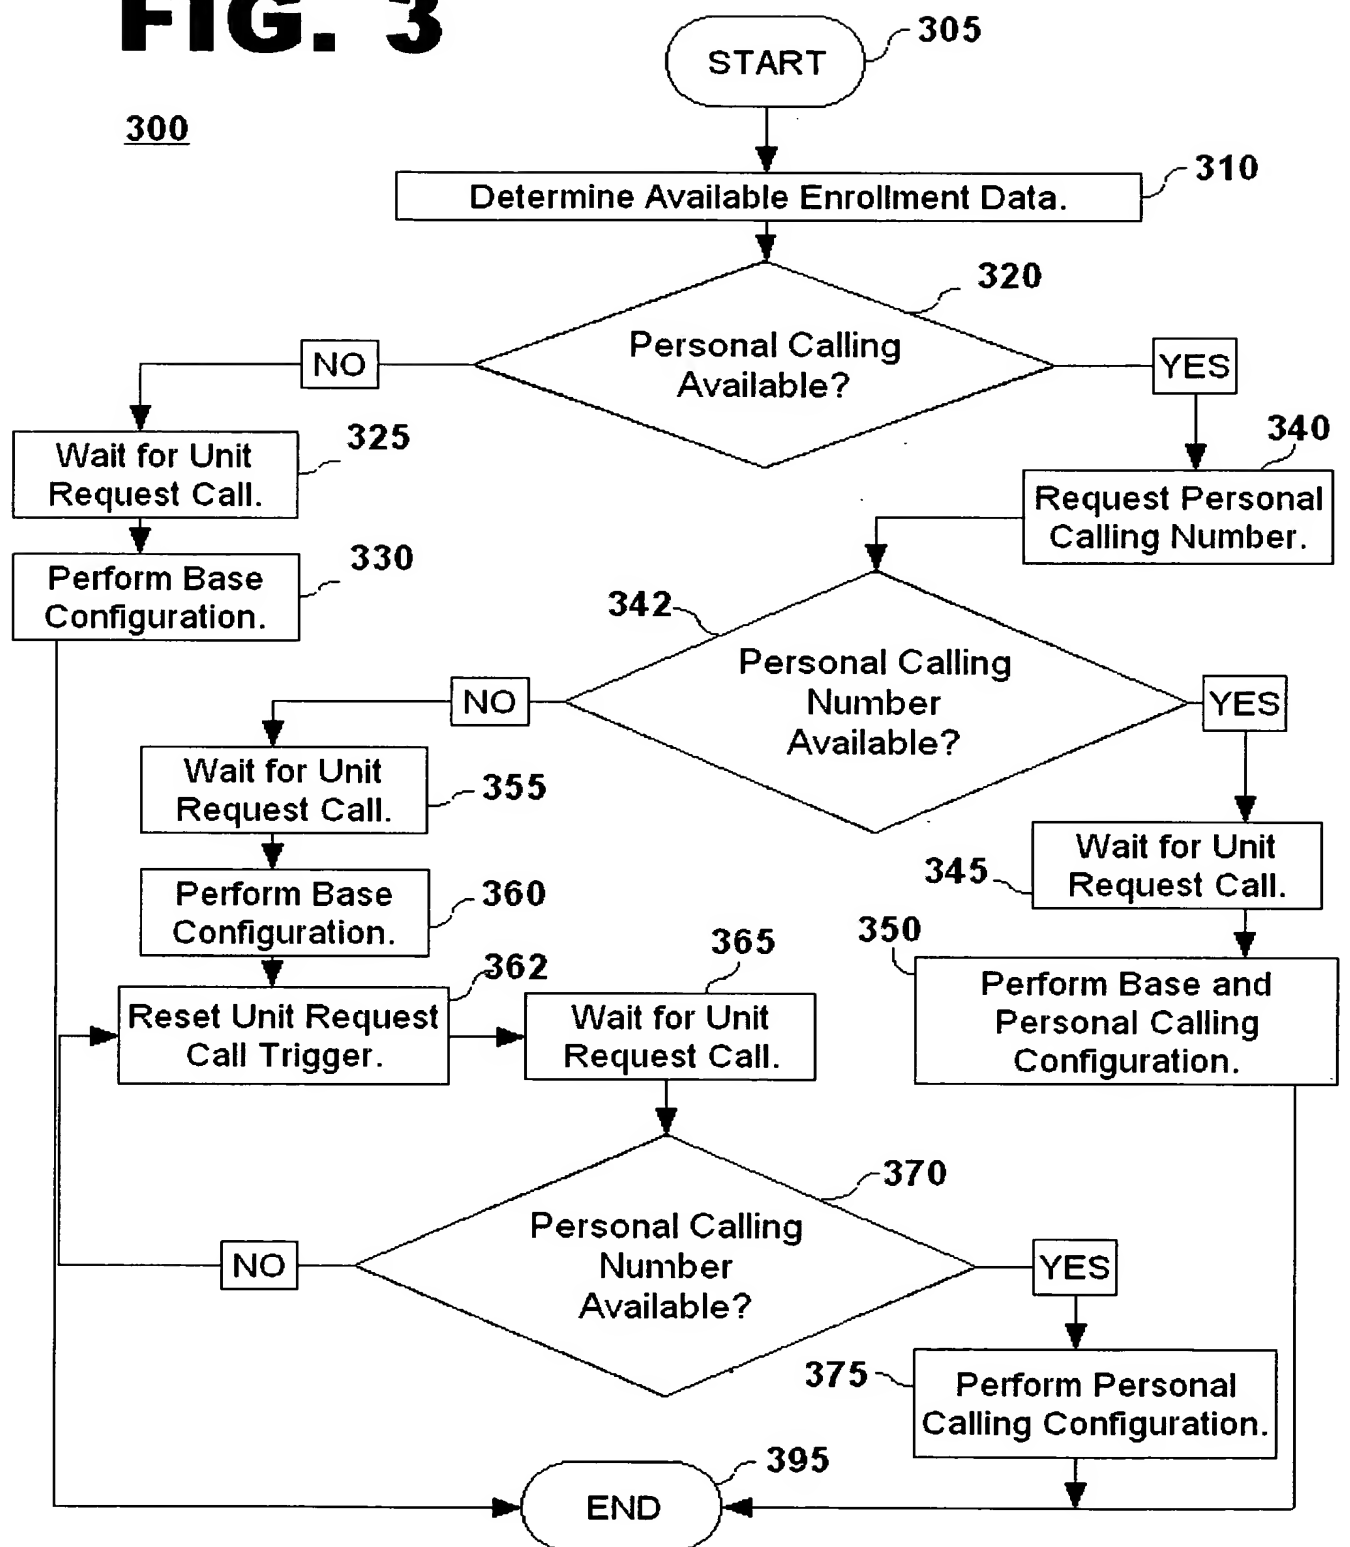 FIG. 3
300
START
305
Determine Available Enrollment Data.
310
320
Personal Calling
Available?
NO
YES
325
Wait for Unit
Request Call.
340
Request Personal
Calling Number.
330
Perform Base
Configuration.
342
Personal Calling
Number
Available?
NO
YES
Wait for Unit
Request Call.
355
345
Wait for Unit
Request Call.
Perform Base
Configuration.
360
350
Perform Base and
Personal Calling
Configuration.
362
Reset Unit Request
Call Trigger.
365
Wait for Unit
Request Call.
370
Personal Calling
Number
Available?
NO
YES
375
Perform Personal
Calling Configuration.
395
END